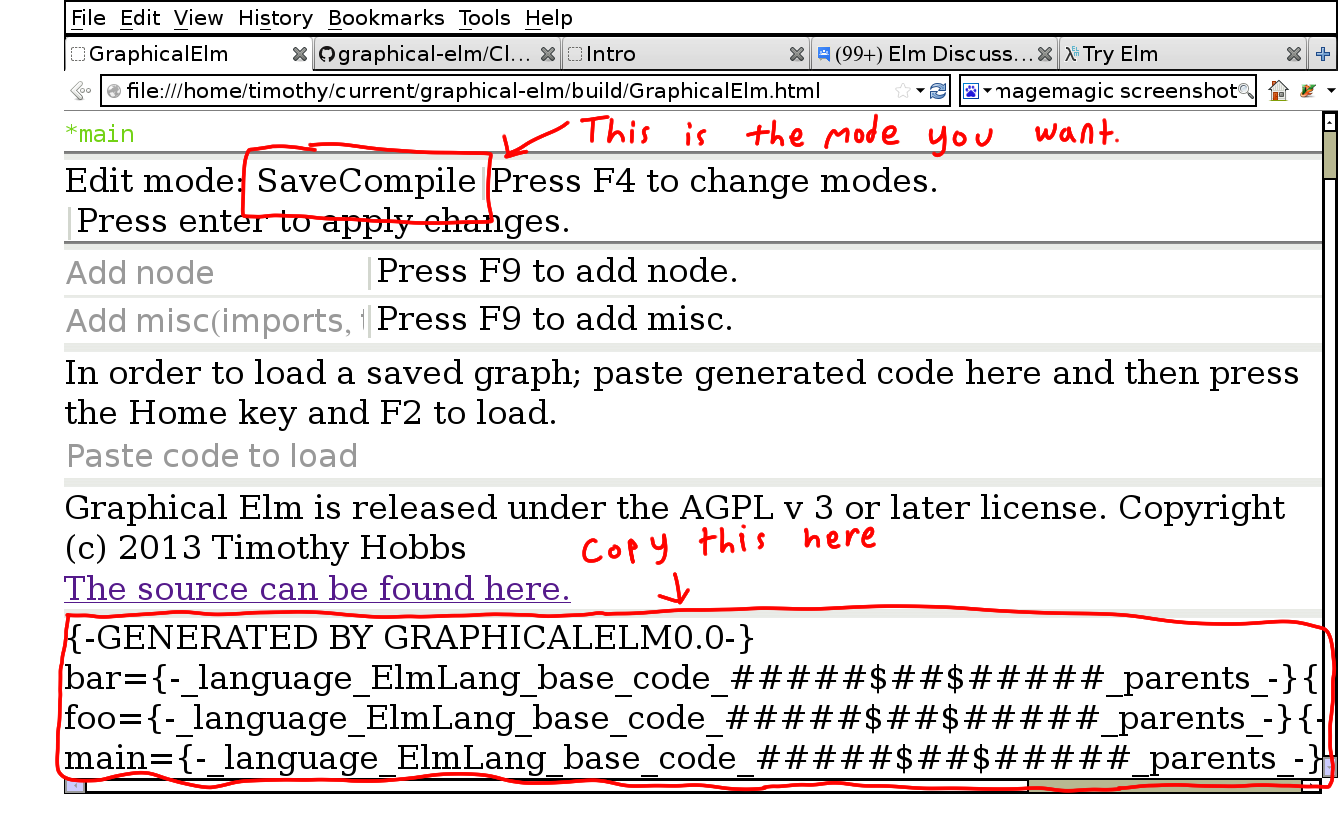 File Edit View History Bookmarks Tools Help
GraphicalElm graphical-elm/Cl... Intro (99+) Elm Discuss... Try Elm
file:///home/timothy/current/graphical-elm/build/GraphicalElm.html magemagic screenshot
*main
This is the mode you want.
Edit mode: SaveCompile Press F4 to change modes.
Press enter to apply changes.
Add node Press F9 to add node.
Add misc(imports, Press F9 to add misc.
In order to load a saved graph; paste generated code here and then press
the Home key and F2 to load.
Paste code to load
Graphical Elm is released under the AGPL v 3 or later license. Copyright
(c) 2013 Timothy Hobbs
Copy this here
The source can be found here.
{-GENERATED BY GRAPHICALELM0.0-}
bar={-_language_ElmLang_base_code_#####$##$#####_parents_-}{
foo={-_language_ElmLang_base_code_#####$##$#####_parents_-}{-
main={-_language_ElmLang_base_code_#####$##$#####_parents_-}